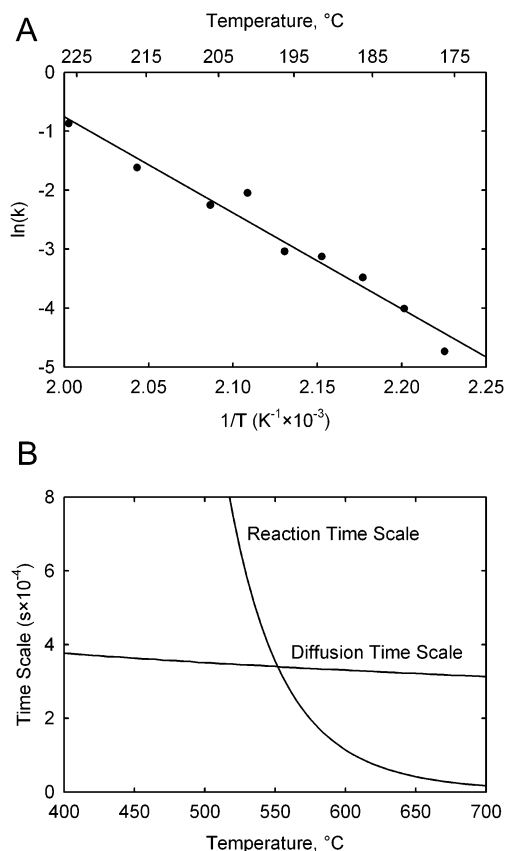 A
Temperature, °C
225 215 205 195 185 175
0
-1
-2
-3
-4
-5
ln(k)
2.00 2.05 2.10 2.15 2.20 2.25
1/T (K⁻¹×10⁻³)
B
8
6
4
2
0
Time Scale (s×10⁻⁴)
Reaction Time Scale
Diffusion Time Scale
400 450 500 550 600 650 700
Temperature, °C